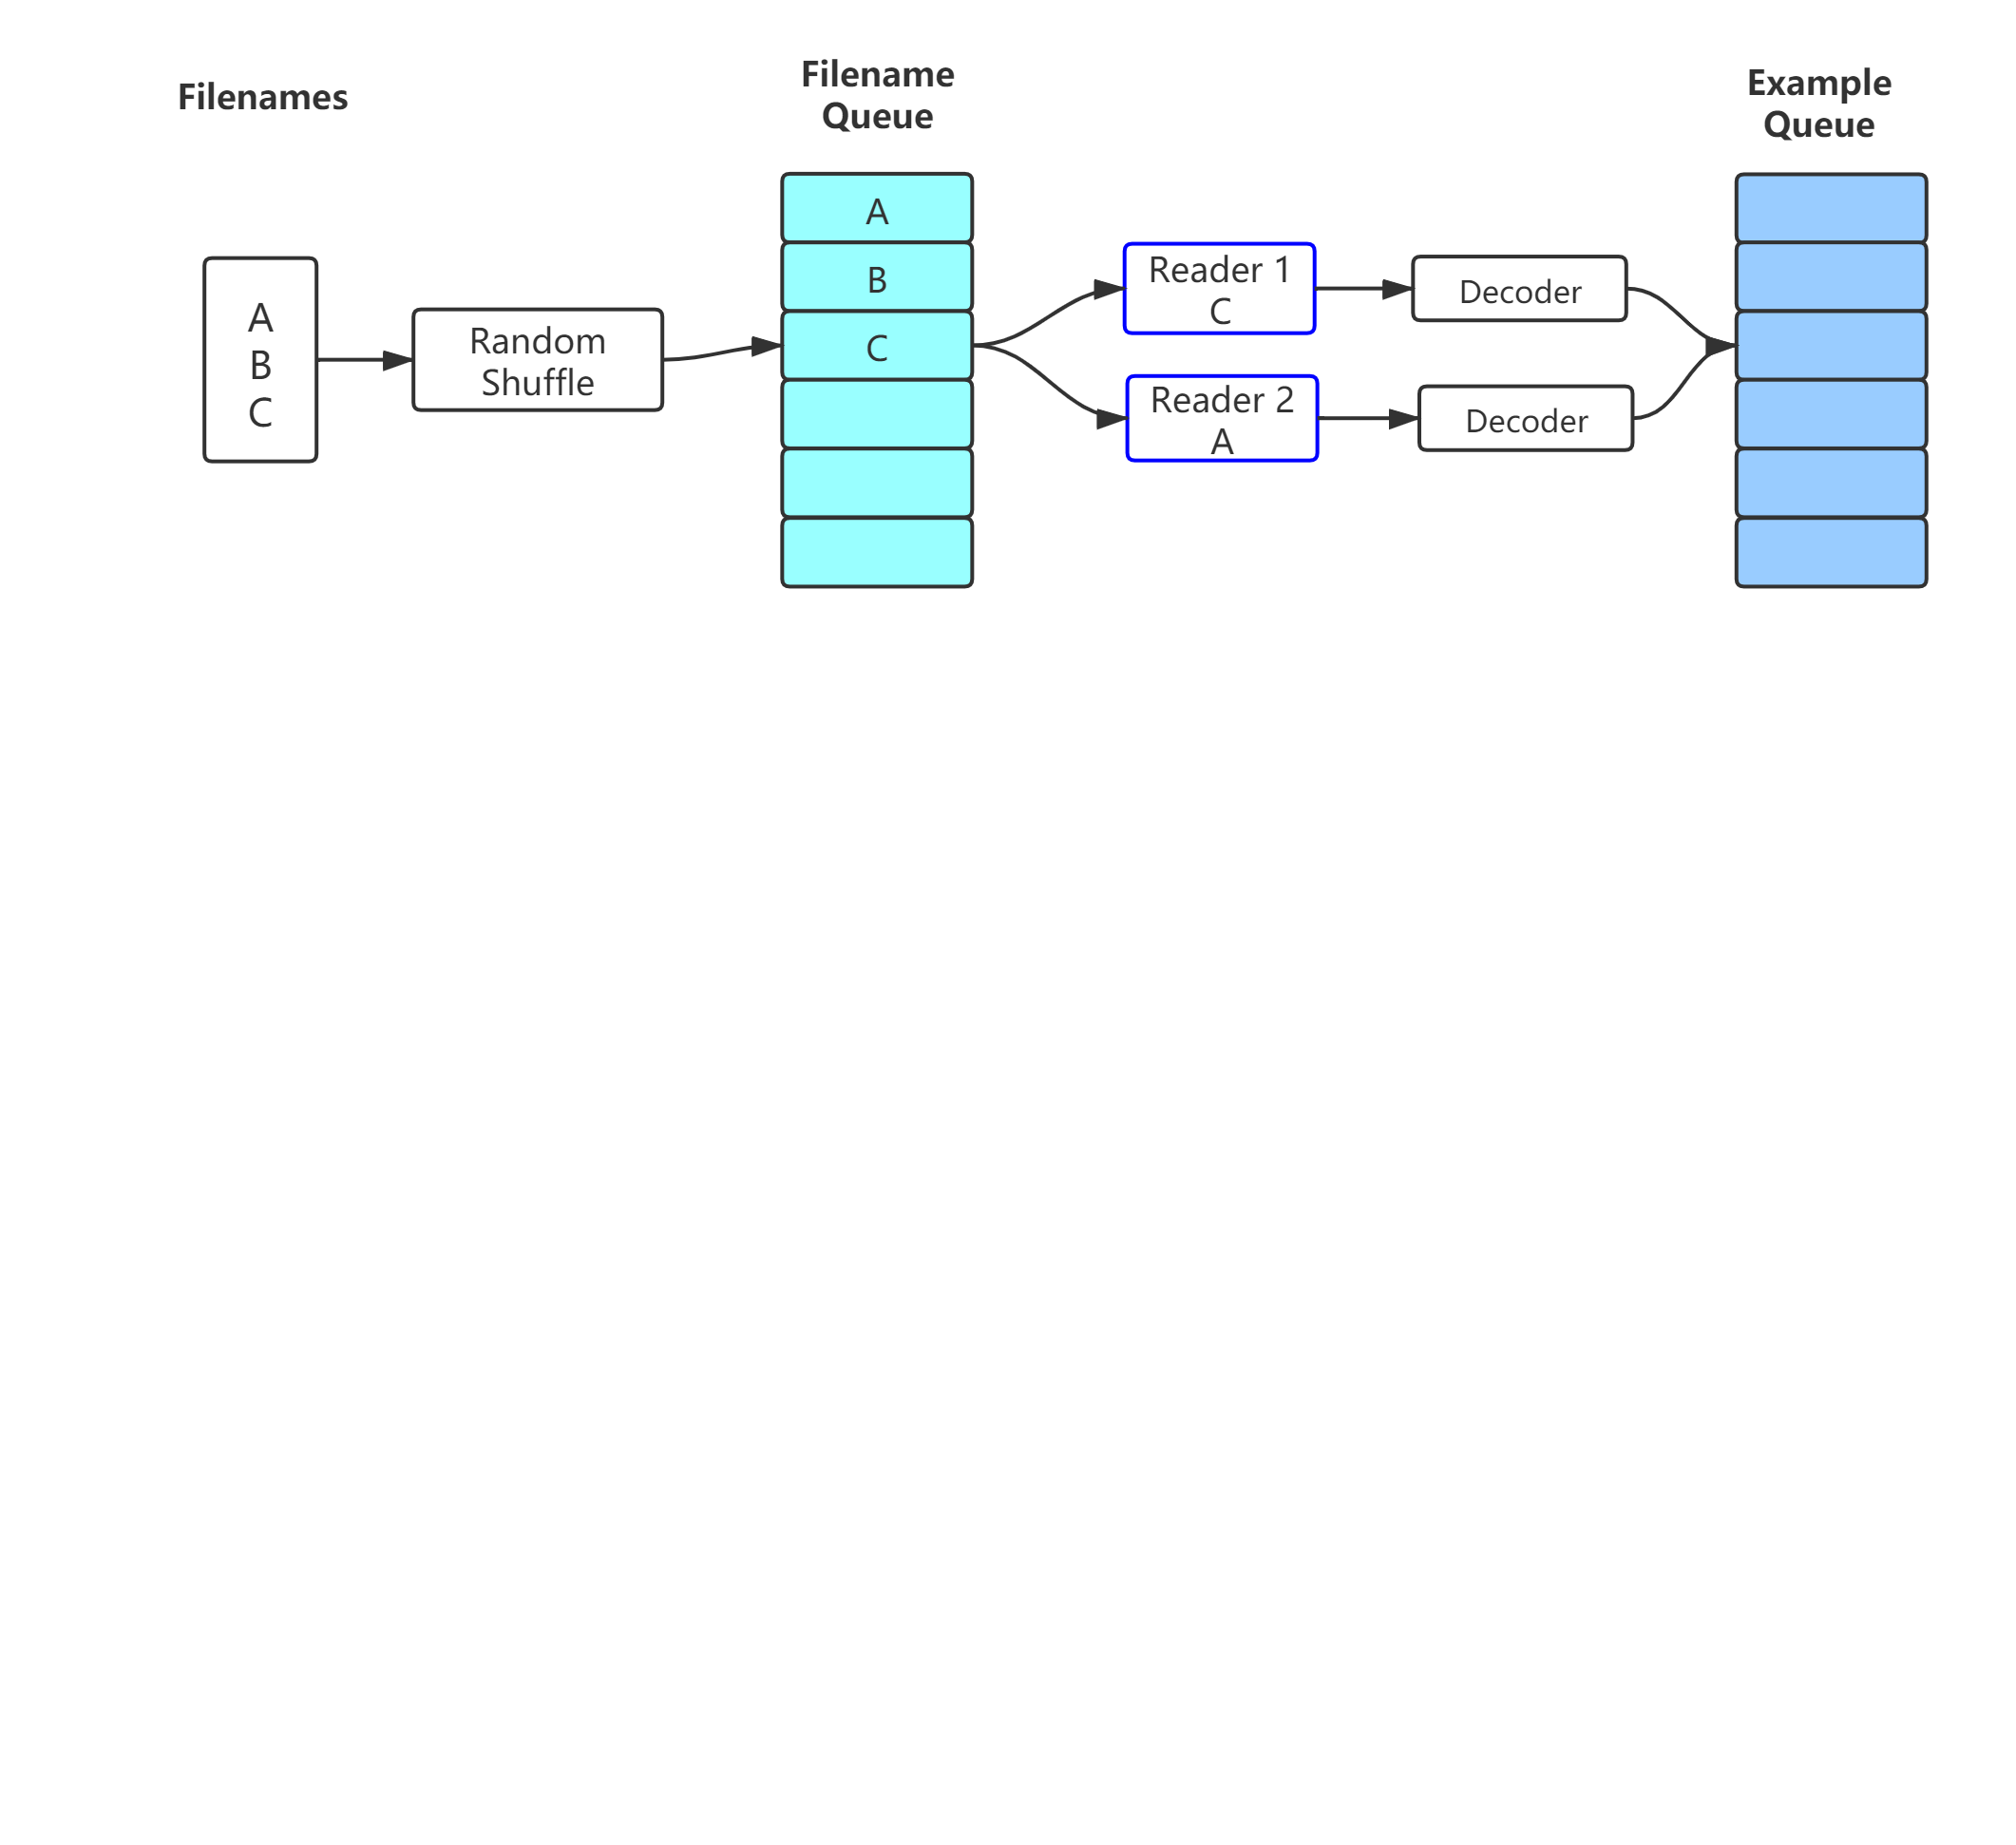 Filenames
A
B
C
Random
Shuffle
Filename
Queue
A
B
C
Reader 1
C
Reader 2
A
Decoder
Decoder
Example
Queue